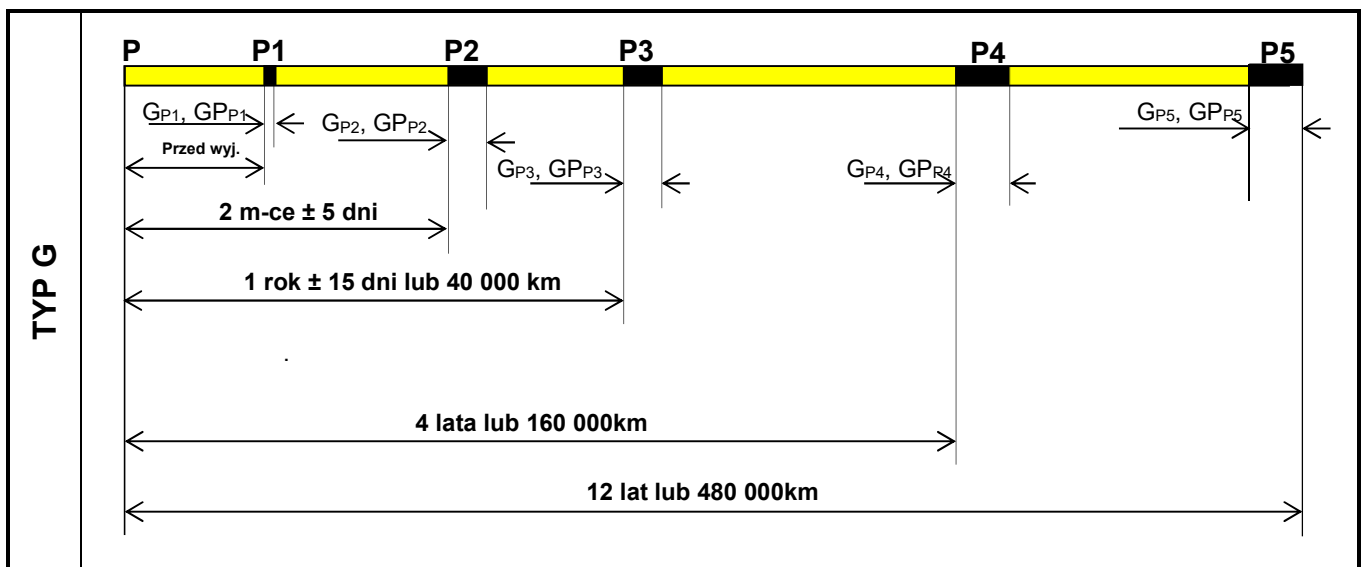 TYP G
P P1 P2 P3 P4 P5
GP1, GPP1
GP2, GPP2
GP3, GPP3
GP4, GPP4
GP5, GPP5
Przed wyj.
2 m-ce ± 5 dni
1 rok ± 15 dni lub 40 000 km
.
4 lata lub 160 000km
12 lat lub 480 000km